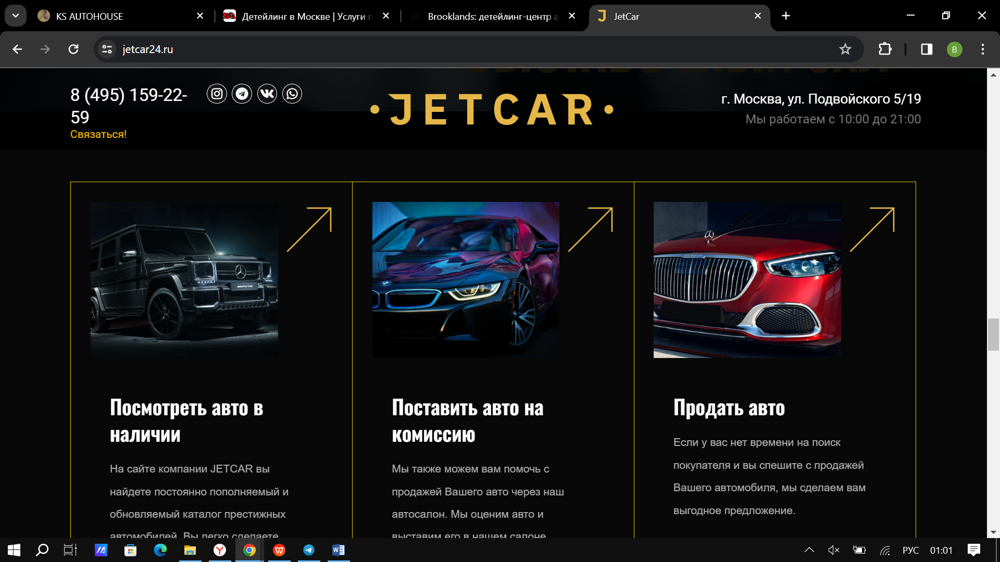 KS AUTOHOUSE
Детейлинг в Москве | Услуги п
Brooklands: детейлинг-центр а
JetCar
jetcar24.ru
B
8 (495) 159-22-
59
Связаться!
JETCAR
г. Москва, ул. Подвойского 5/19
Мы работаем с 10:00 до 21:00
MAYBACH
Посмотреть авто в
наличии
На сайте компании JETCAR вы
найдете постоянно пополняемый и
обновляемый каталог престижных
автомобилей. Вы легко сделаете
Поставить авто на
комиссию
Мы также можем вам помочь с
продажей Вашего авто через наш
автосалон. Мы оценим авто и
выставим его в нашем салоне
Продать авто
Если у вас нет времени на поиск
покупателя и вы спешите с продажей
Вашего автомобиля, мы сделаем вам
выгодное предложение.
РУС
01:01